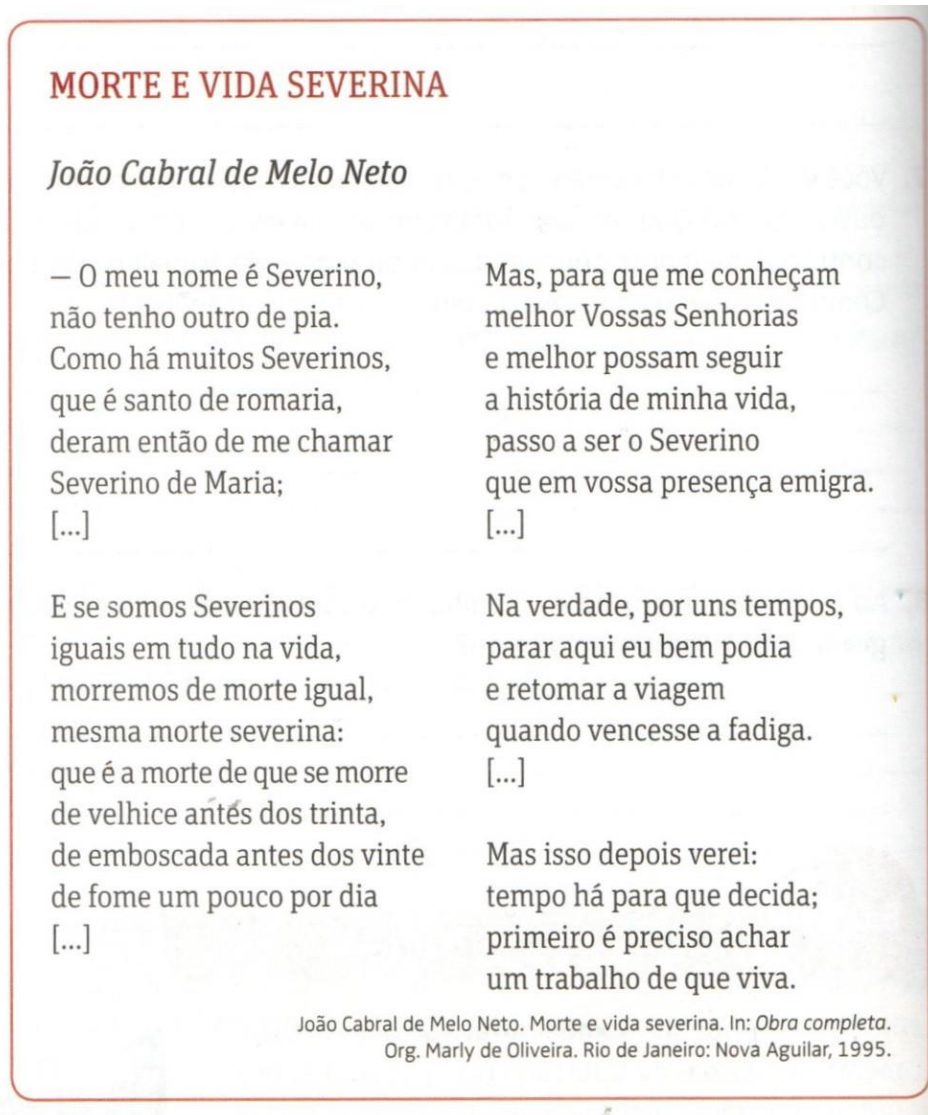 MORTE E VIDA SEVERINA
João Cabral de Melo Neto
— O meu nome é Severino,
não tenho outro de pia.
Como há muitos Severinos,
que é santo de romaria,
deram então de me chamar
Severino de Maria;
[...]
E se somos Severinos
iguais em tudo na vida,
morremos de morte igual,
mesma morte severina:
que é a morte de que se morre
de velhice antes dos trinta,
de emboscada antes dos vinte
de fome um pouco por dia
[...]
Mas, para que me conheçam
melhor Vossas Senhorias
e melhor possam seguir
a história de minha vida,
passo a ser o Severino
que em vossa presença emigra.
[...]
Na verdade, por uns tempos,
parar aqui eu bem podia
e retomar a viagem
quando vencesse a fadiga.
[...]
Mas isso depois verei:
tempo há para que decida;
primeiro é preciso achar
um trabalho de que viva.
João Cabral de Melo Neto. Morte e vida severina. In: Obra completa.
Org. Marly de Oliveira. Rio de Janeiro: Nova Aguilar, 1995.